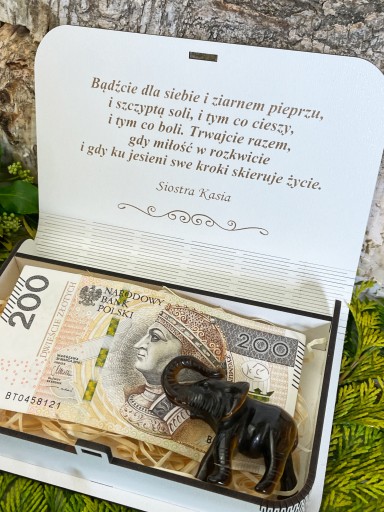 Bądźcie dla siebie i ziarnem pieprzu,
i szczyptą soli, i tym co cieszy,
i tym co boli. Trwajcie razem,
gdy miłość w rozkwicie
i gdy ku jesieni swe kroki skieruje życie.
Siostra Kasia
200
DWIEŚCIE ZŁOTYCH
NARODOWY
BANK
POLSKI
200
BT0458121